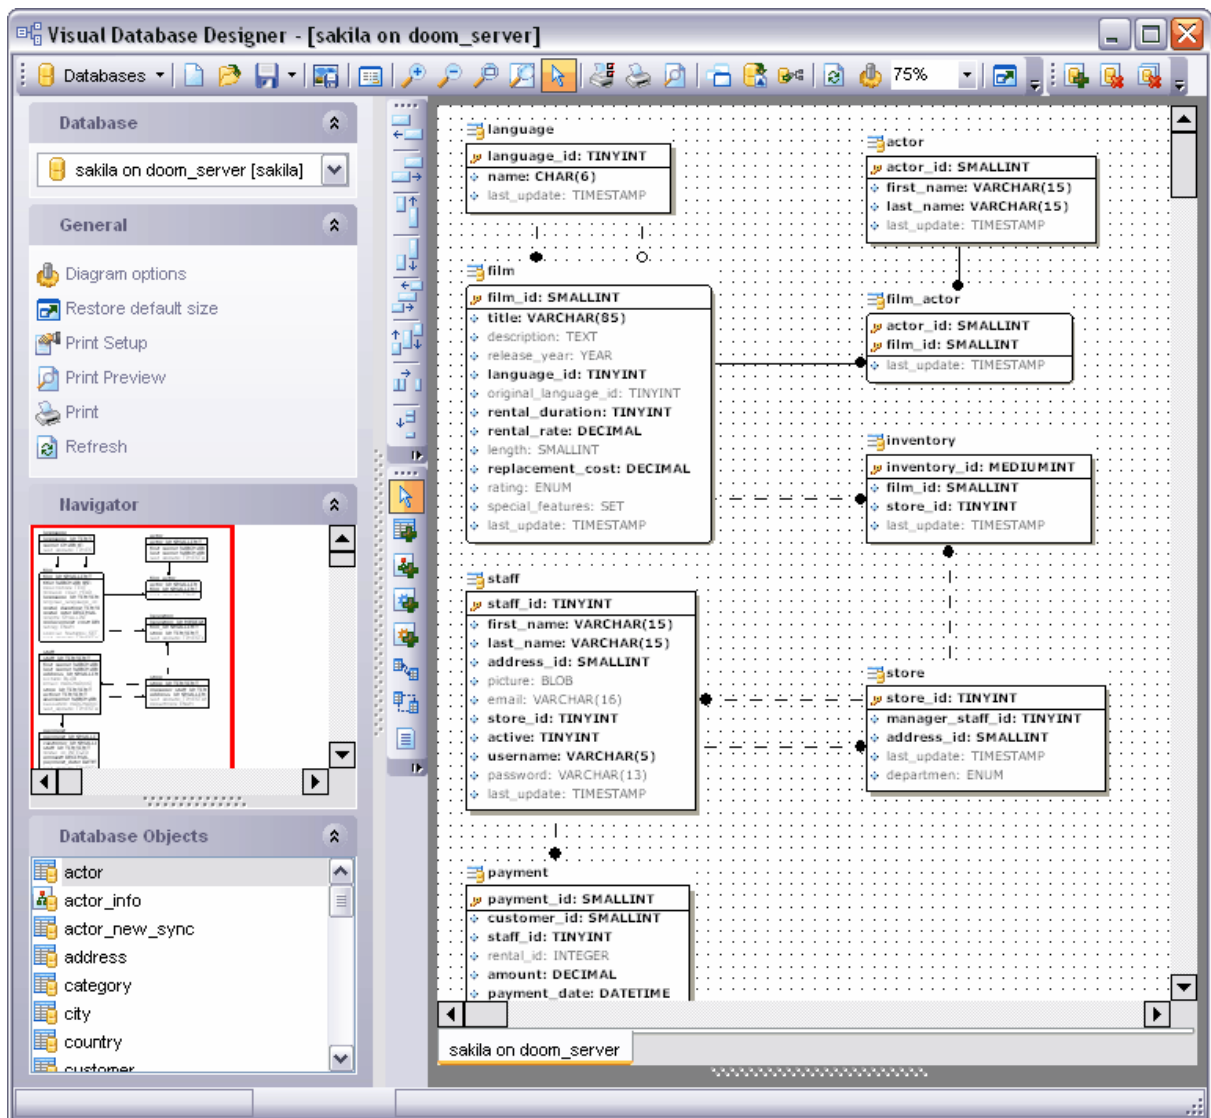 Visual Database Designer - [sakila on doom_server]
Databases
75%
Database
sakila on doom_server [sakila]
General
Diagram options
Restore default size
Print Setup
Print Preview
Print
Refresh
Navigator
Database Objects
actor
actor_info
actor_new_sync
address
category
city
country
customer
language
language_id: TINYINT
name: CHAR(6)
last_update: TIMESTAMP
actor
actor_id: SMALLINT
first_name: VARCHAR(15)
last_name: VARCHAR(15)
last_update: TIMESTAMP
film
film_id: SMALLINT
title: VARCHAR(85)
description: TEXT
release_year: YEAR
language_id: TINYINT
original_language_id: TINYINT
rental_duration: TINYINT
rental_rate: DECIMAL
length: SMALLINT
replacement_cost: DECIMAL
rating: ENUM
special_features: SET
last_update: TIMESTAMP
film_actor
actor_id: SMALLINT
film_id: SMALLINT
last_update: TIMESTAMP
inventory
inventory_id: MEDIUMINT
film_id: SMALLINT
store_id: TINYINT
last_update: TIMESTAMP
staff
staff_id: TINYINT
first_name: VARCHAR(15)
last_name: VARCHAR(15)
address_id: SMALLINT
picture: BLOB
email: VARCHAR(16)
store_id: TINYINT
active: TINYINT
username: VARCHAR(5)
password: VARCHAR(13)
last_update: TIMESTAMP
store
store_id: TINYINT
manager_staff_id: TINYINT
address_id: SMALLINT
last_update: TIMESTAMP
departmen: ENUM
payment
payment_id: SMALLINT
customer_id: SMALLINT
staff_id: TINYINT
rental_id: INTEGER
amount: DECIMAL
payment_date: DATETIME
sakila on doom_server